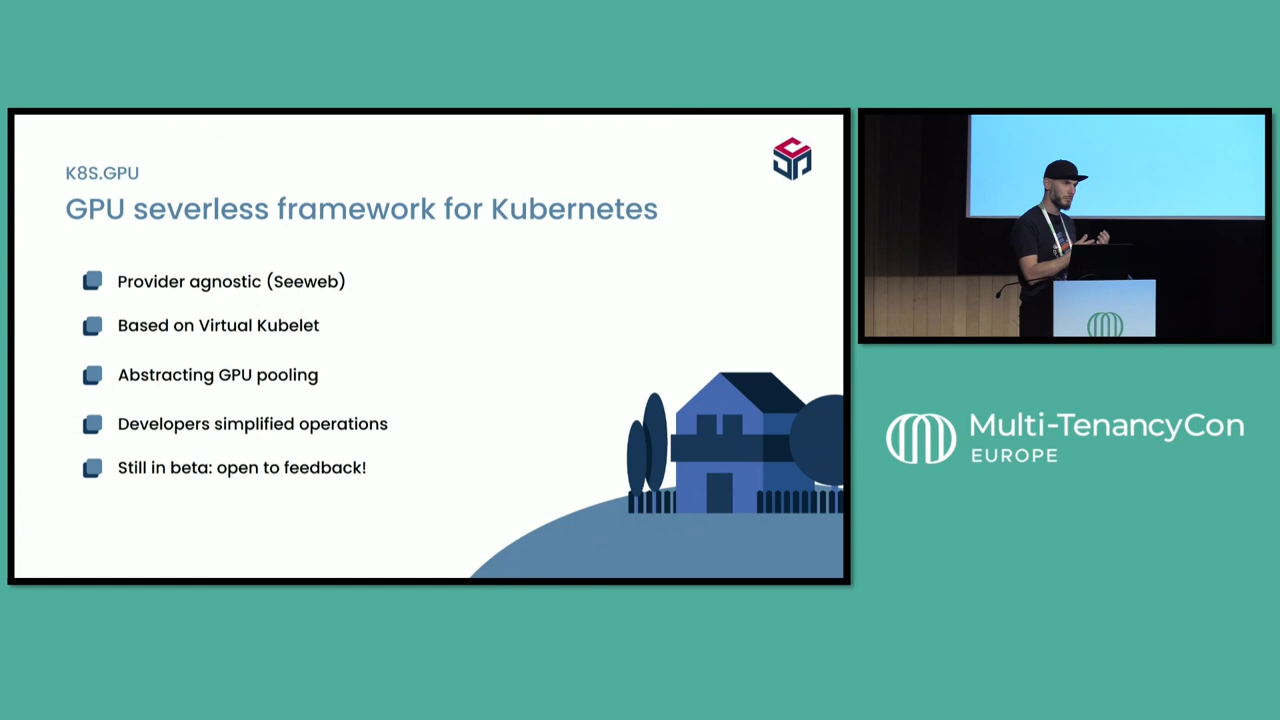 K8S.GPU
GPU severless framework for Kubernetes
Provider agnostic (Seeweb)
Based on Virtual Kubelet
Abstracting GPU pooling
Developers simplified operations
Still in beta: open to feedback!
Multi-TenancyCon
EUROPE